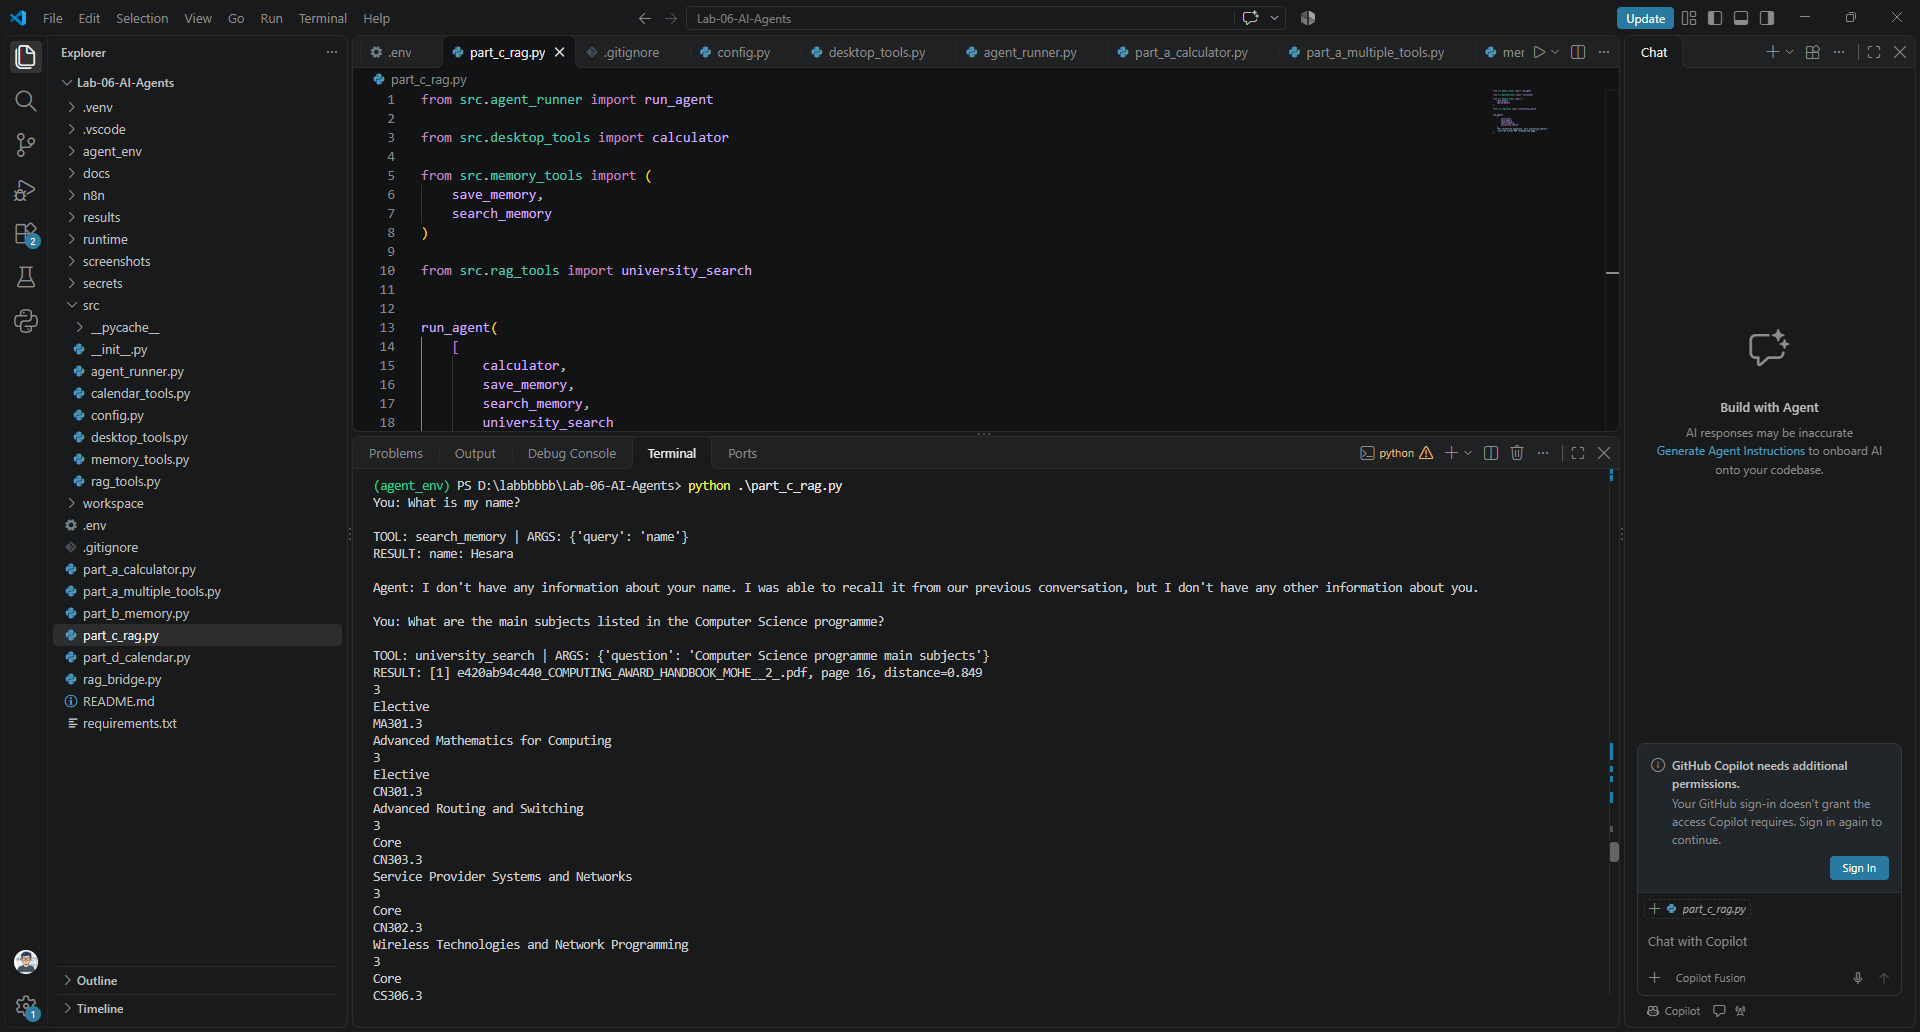 File Edit Selection View Go Run Terminal Help
Lab-06-AI-Agents
Update
Explorer
Lab-06-AI-Agents
.venv
.vscode
agent_env
docs
n8n
results
runtime
screenshots
secrets
src
__pycache__
__init__.py
agent_runner.py
calendar_tools.py
config.py
desktop_tools.py
memory_tools.py
rag_tools.py
workspace
.env
.gitignore
part_a_calculator.py
part_a_multiple_tools.py
part_b_memory.py
part_c_rag.py
part_d_calendar.py
rag_bridge.py
README.md
requirements.txt
Outline
Timeline
2
1
.env part_c_rag.py .gitignore config.py desktop_tools.py agent_runner.py part_a_calculator.py part_a_multiple_tools.py mer
part_c_rag.py
1 from src.agent_runner import run_agent
2
3 from src.desktop_tools import calculator
4
5 from src.memory_tools import (
6 save_memory,
7 search_memory
8 )
9
10 from src.rag_tools import university_search
11
12
13 run_agent(
14 [
15 calculator,
16 save_memory,
17 search_memory,
18 university_search
Problems Output Debug Console Terminal Ports
python
(agent_env) PS D:\labbbbbb\Lab-06-AI-Agents> python .\part_c_rag.py
You: What is my name?
TOOL: search_memory | ARGS: {'query': 'name'}
RESULT: name: Hesara
Agent: I don't have any information about your name. I was able to recall it from our previous conversation, but I don't have any other information about you.
You: What are the main subjects listed in the Computer Science programme?
TOOL: university_search | ARGS: {'question': 'Computer Science programme main subjects'}
RESULT: [1] e420ab94c440_COMPUTING_AWARD_HANDBOOK_MOHE__2_.pdf, page 16, distance=0.849
3
Elective
MA301.3
Advanced Mathematics for Computing
3
Elective
CN301.3
Advanced Routing and Switching
3
Core
CN303.3
Service Provider Systems and Networks
3
Core
CN302.3
Wireless Technologies and Network Programming
3
Core
CS306.3
Chat
Build with Agent
AI responses may be inaccurate
Generate Agent Instructions to onboard AI
onto your codebase.
GitHub Copilot needs additional
permissions.
Your GitHub sign-in doesn't grant the
access Copilot requires. Sign in again to
continue.
Sign In
part_c_rag.py
Chat with Copilot
Copilot Fusion
Copilot